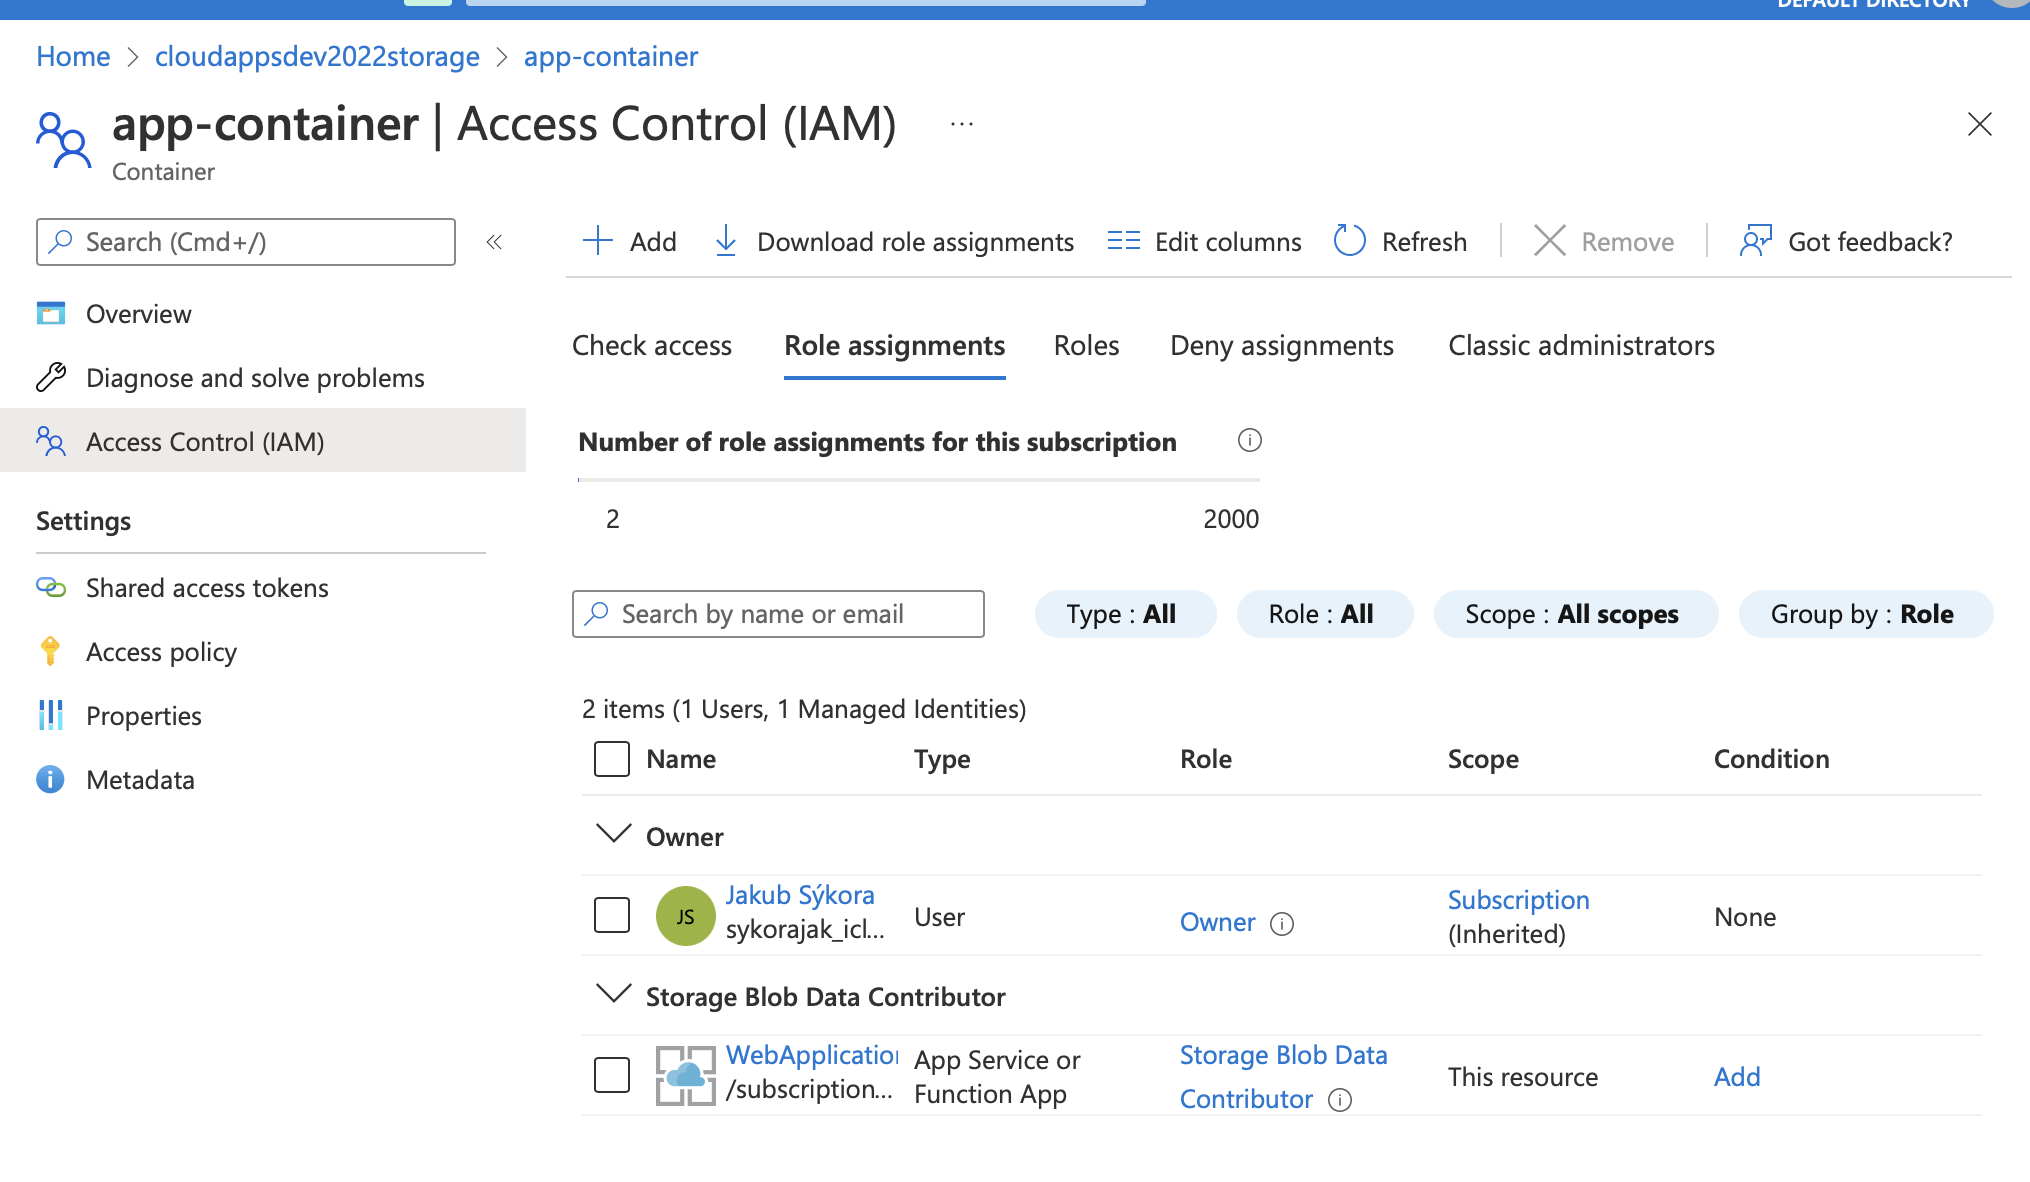 DEFAULT DIRECTORY
Home > cloudappsdev2022storage > app-container
app-container | Access Control (IAM) ...
Container
Search (Cmd+/)
«
Add
Download role assignments
Edit columns
Refresh
Remove
Got feedback?
Overview
Diagnose and solve problems
Access Control (IAM)
Settings
Shared access tokens
Access policy
Properties
Metadata
Check access
Role assignments
Roles
Deny assignments
Classic administrators
Number of role assignments for this subscription
2
2000
Search by name or email
Type : All
Role : All
Scope : All scopes
Group by : Role
2 items (1 Users, 1 Managed Identities)
Name Type Role Scope Condition
Owner
JS
Jakub Sýkora
sykorajak_icl...
User
Owner
Subscription
(Inherited)
None
Storage Blob Data Contributor
WebApplication
/subscription...
App Service or
Function App
Storage Blob Data
Contributor
This resource
Add